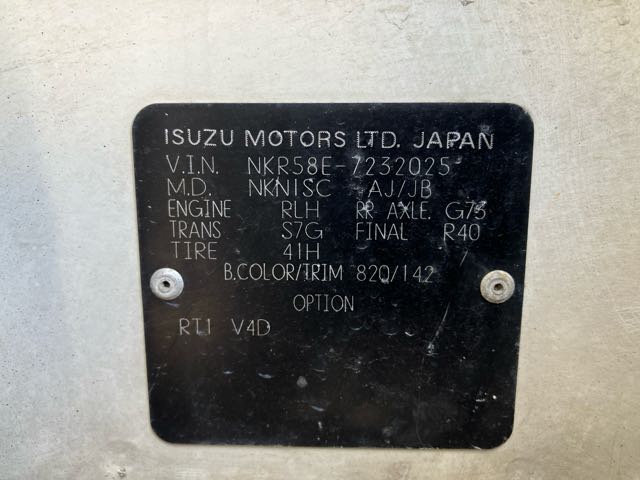 ISUZU MOTORS LTD. JAPAN
V.I.N. NKR58E-7232025
M.D. NKN1SC AJ/JB
ENGINE RLH RR AXLE. G75
TRANS S7G FINAL R40
TIRE 41H /
B.COLOR/TRIM 820/142
OPTION
RT1 V4D